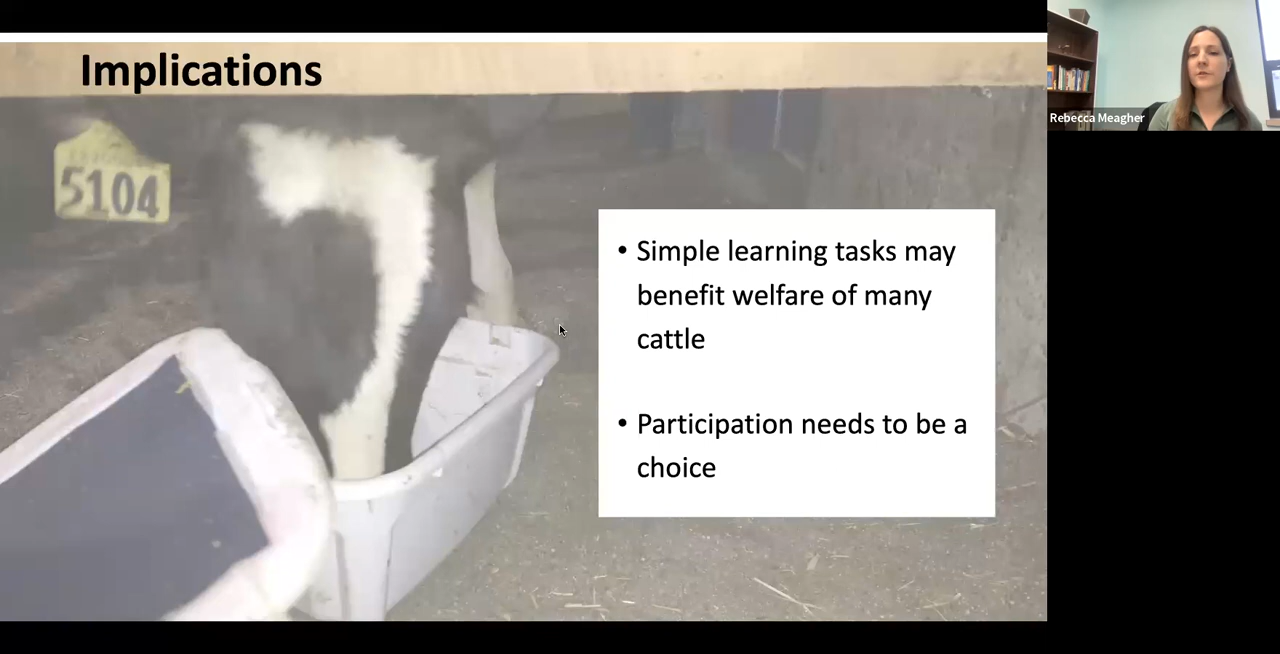 Implications
5104
• Simple learning tasks may
benefit welfare of many
cattle
• Participation needs to be a
choice
Rebecca Meagher